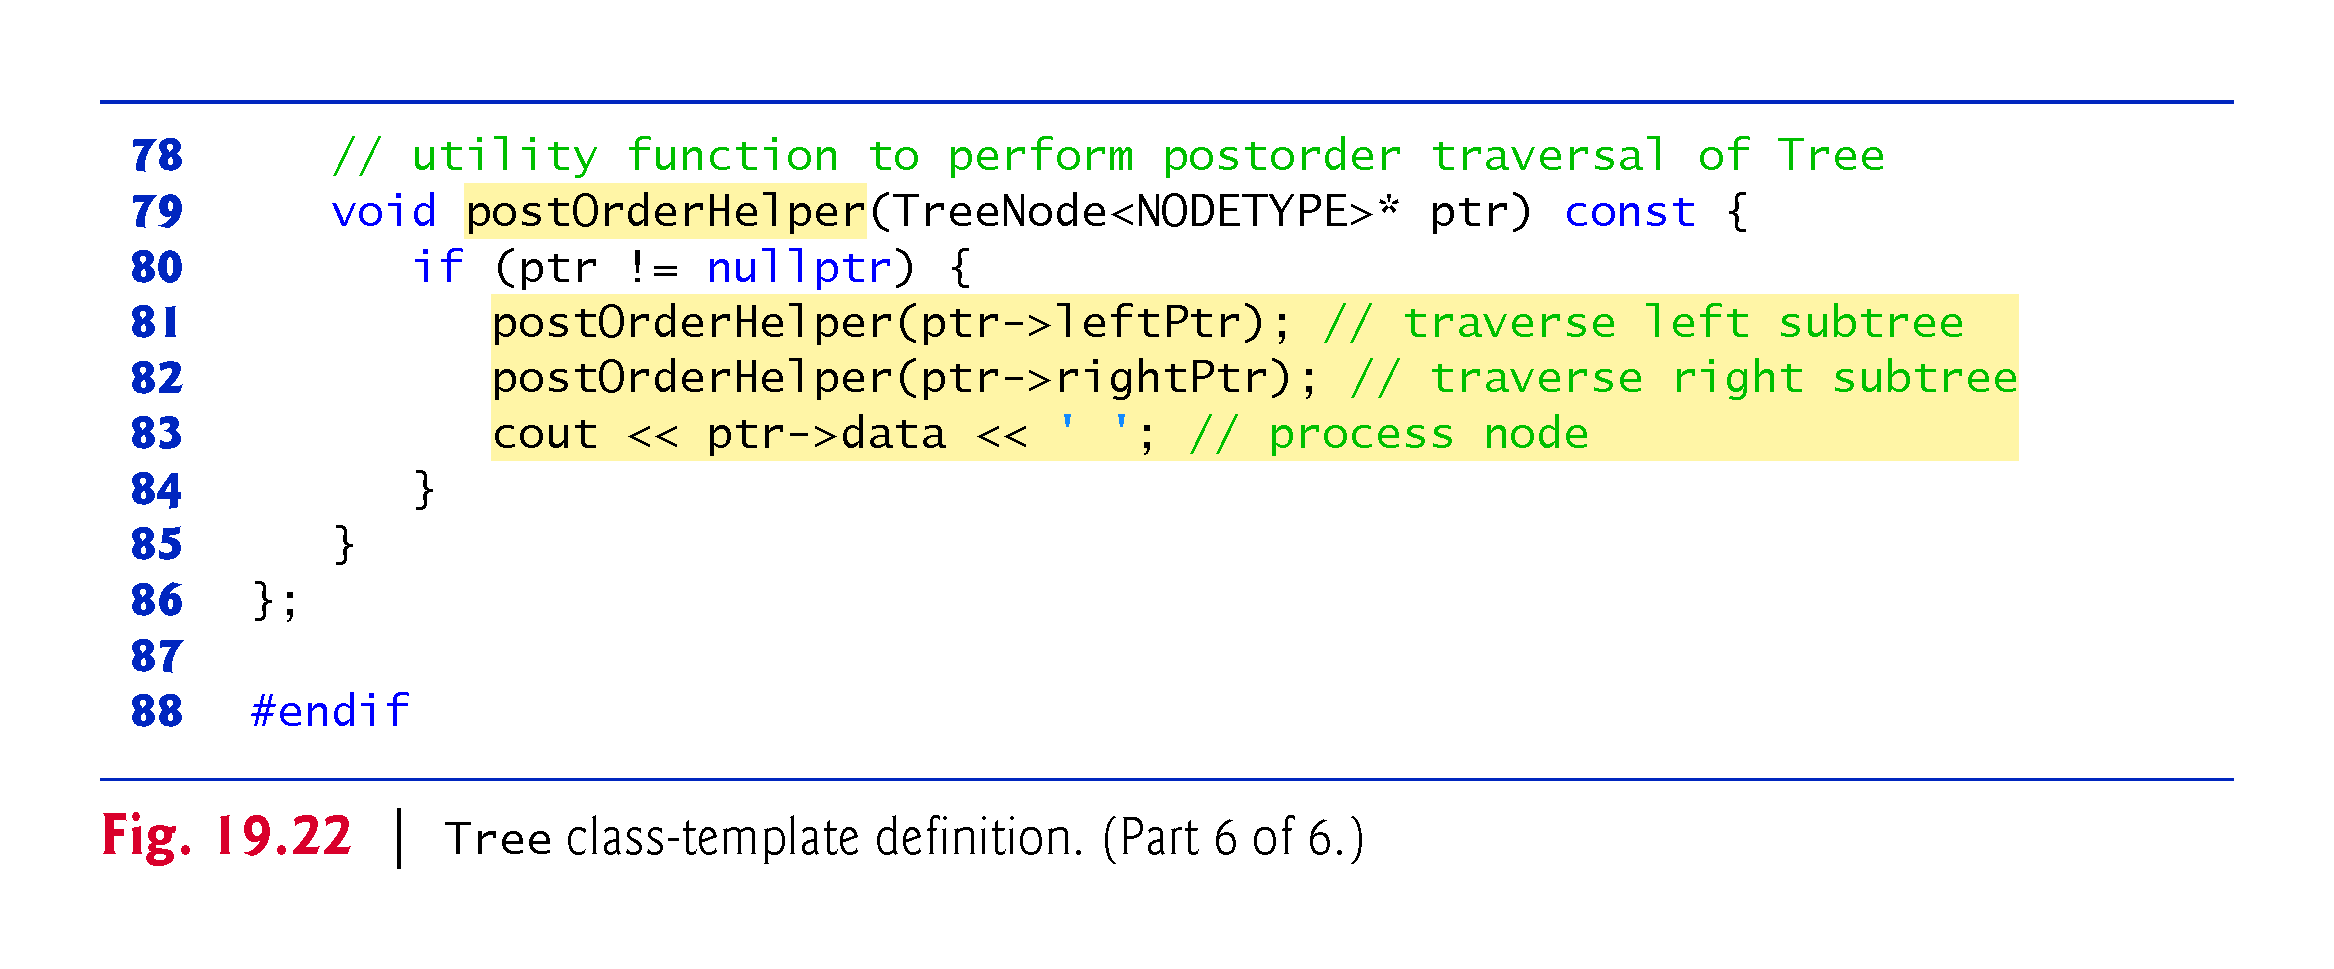 78 // utility function to perform postorder traversal of Tree
79 void postOrderHelper(TreeNode<NODETYPE>* ptr) const {
80 if (ptr != nullptr) {
81 postOrderHelper(ptr->leftPtr); // traverse left subtree
82 postOrderHelper(ptr->rightPtr); // traverse right subtree
83 cout << ptr->data << ' '; // process node
84 }
85 }
86 };
87
88 #endif
Fig. 19.22 | Tree class-template definition. (Part 6 of 6.)